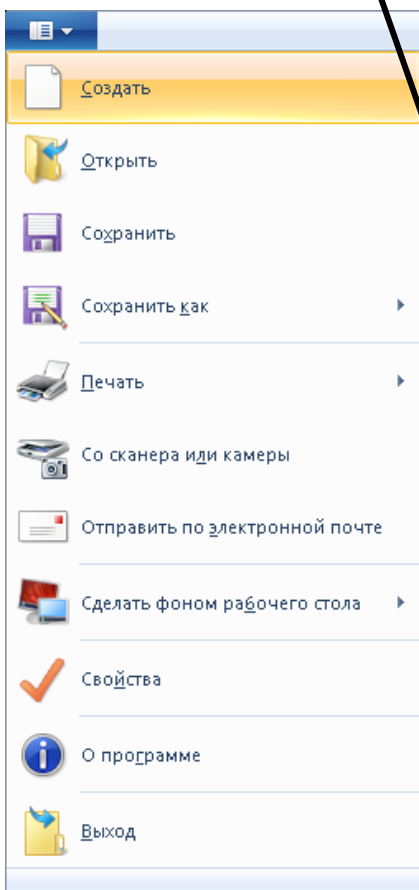 Создать
Открыть
Сохранить
Сохранить как
Печать
Со сканера или камеры
Отправить по электронной почте
Сделать фоном рабочего стола
Свойства
О программе
Выход